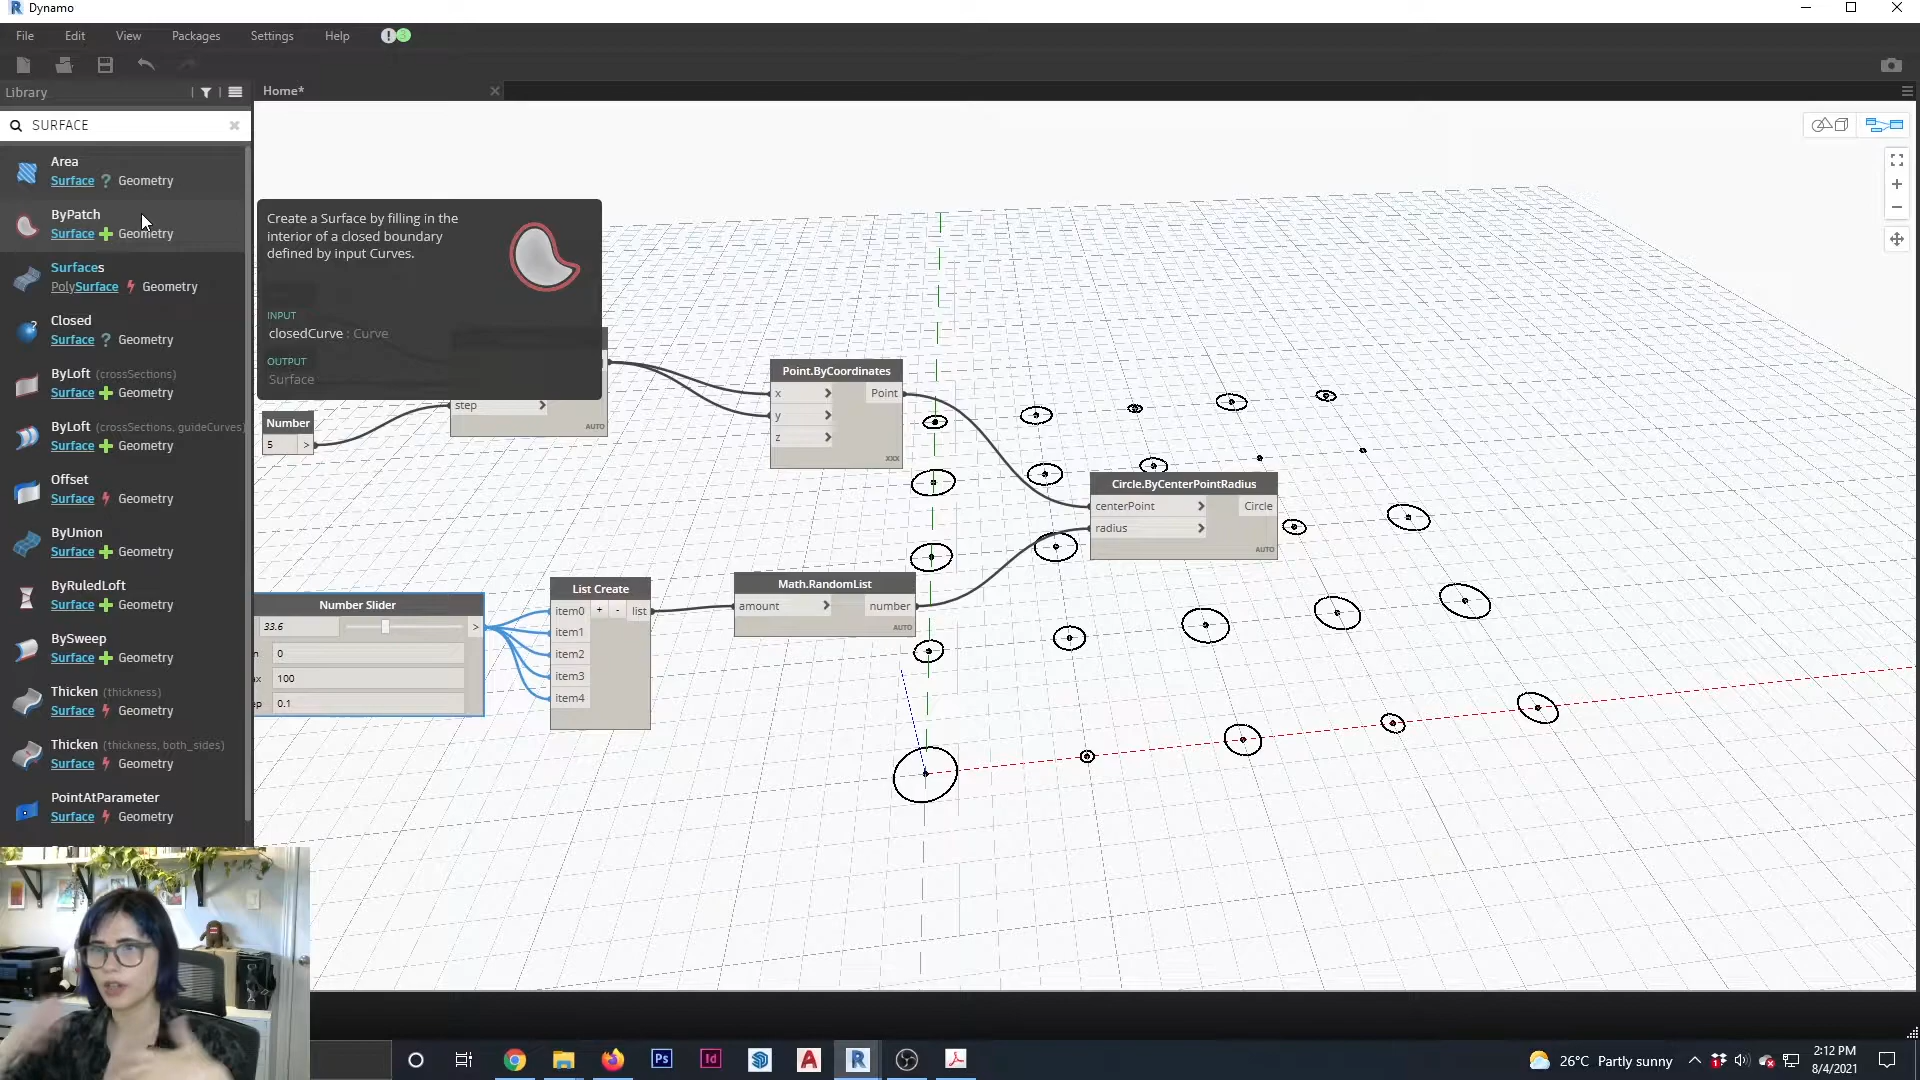 Dynamo
File Edit View Packages Settings Help
Library
Home*
SURFACE
Area
Surface ? Geometry
ByPatch
Surface Geometry
Surfaces
PolySurface Geometry
Closed
Surface ? Geometry
ByLoft (crossSections)
Surface Geometry
ByLoft (crossSections, guideCurves)
Surface Geometry
Offset
Surface Geometry
ByUnion
Surface Geometry
ByRuledLoft
Surface Geometry
BySweep
Surface Geometry
Thicken (thickness)
Surface Geometry
Thicken (thickness, both_sides)
Surface Geometry
PointAtParameter
Surface Geometry
Create a Surface by filling in the
interior of a closed boundary
defined by input Curves.
INPUT
closedCurve : Curve
OUTPUT
Surface
step
AUTO
Number
5 >
Point.ByCoordinates
x > Point
y >
z >
XXX
Circle.ByCenterPointRadius
centerPoint > Circle
radius >
AUTO
Number Slider
33.6 >
0
100
0.1
List Create
item0 + - list
item1
item2
item3
item4
Math.RandomList
amount > number
AUTO
26°C Partly sunny
2:12 PM
8/4/2021